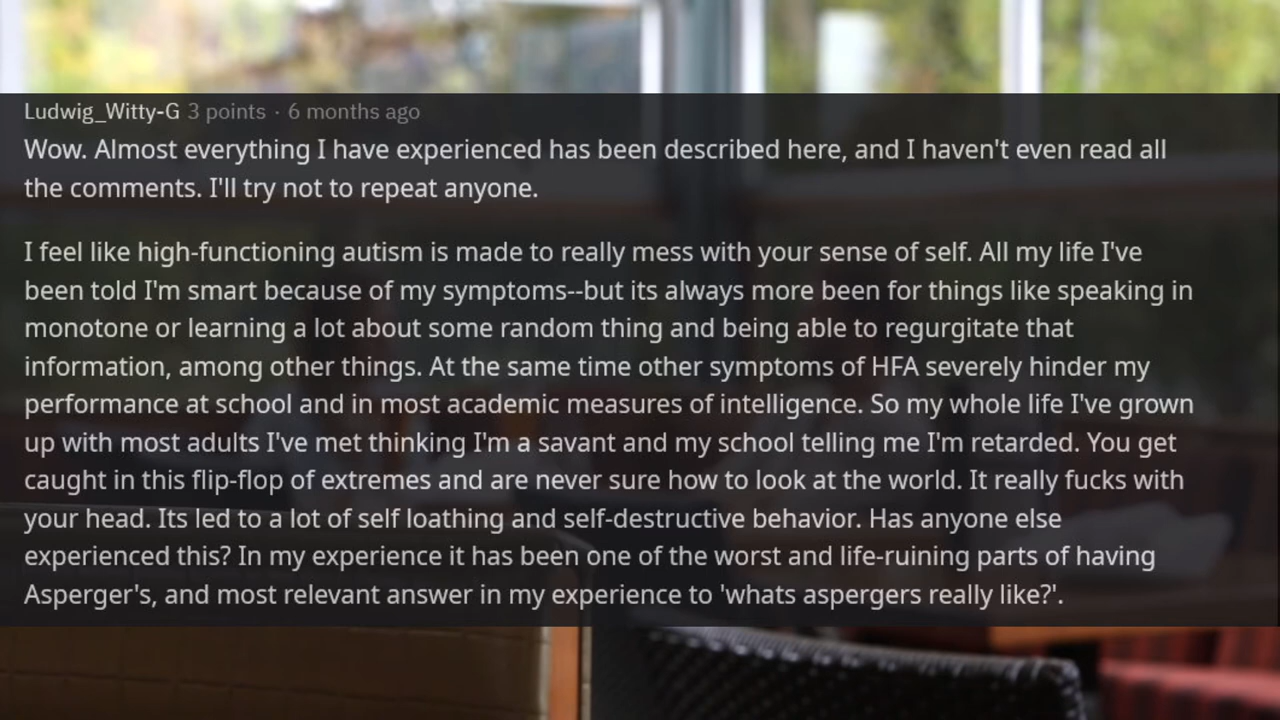 Ludwig_Witty-G 3 points · 6 months ago
Wow. Almost everything I have experienced has been described here, and I haven't even read all
the comments. I'll try not to repeat anyone.
I feel like high-functioning autism is made to really mess with your sense of self. All my life I've
been told I'm smart because of my symptoms--but its always more been for things like speaking in
monotone or learning a lot about some random thing and being able to regurgitate that
information, among other things. At the same time other symptoms of HFA severely hinder my
performance at school and in most academic measures of intelligence. So my whole life I've grown
up with most adults I've met thinking I'm a savant and my school telling me I'm retarded. You get
caught in this flip-flop of extremes and are never sure how to look at the world. It really fucks with
your head. Its led to a lot of self loathing and self-destructive behavior. Has anyone else
experienced this? In my experience it has been one of the worst and life-ruining parts of having
Asperger's, and most relevant answer in my experience to 'whats aspergers really like?'.